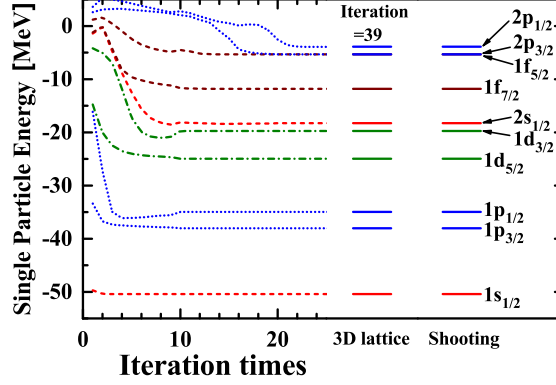 Single Particle Energy [MeV]
0
-10
-20
-30
-40
-50
0
10
20
Iteration times
Iteration
=39
3D lattice
Shooting
2p1/2
2p3/2
1f5/2
1f7/2
2s1/2
1d3/2
1d5/2
1p1/2
1p3/2
1s1/2